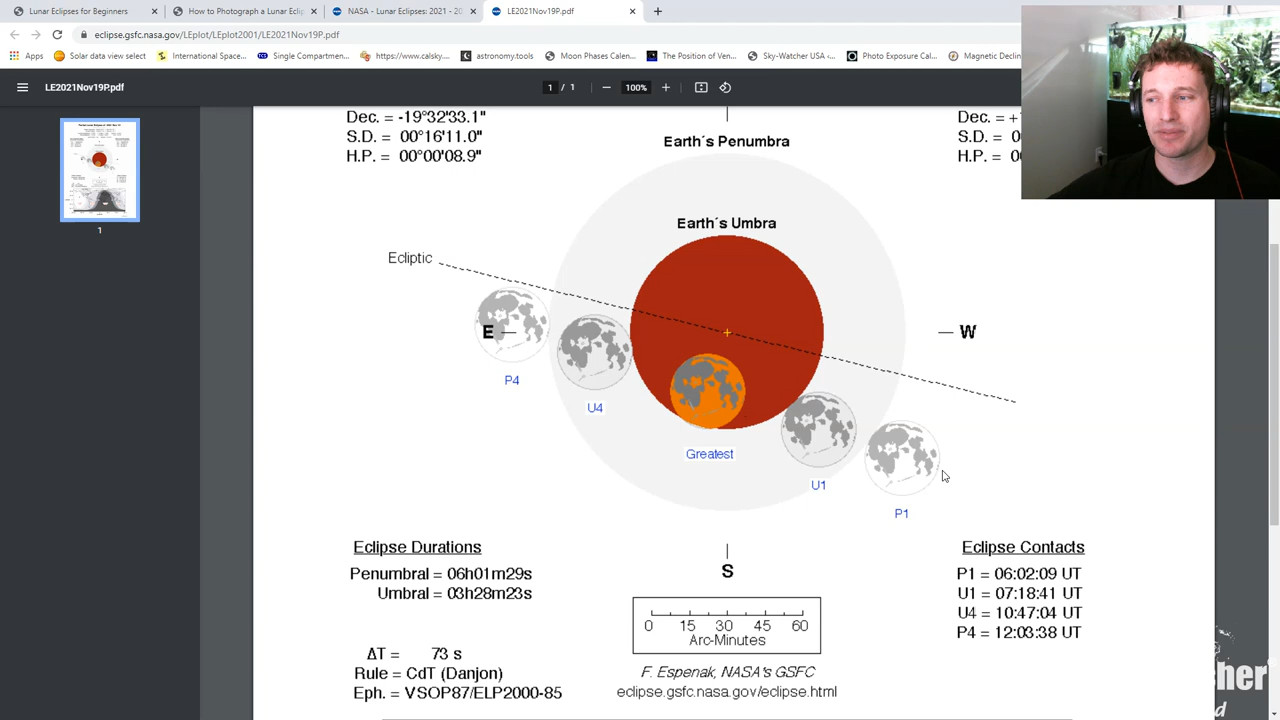 Lunar Eclipses for Beginners
How to Photograph a Lunar Eclip
NASA - Lunar Eclipses: 2021 - 20
LE2021Nov19P.pdf
eclipse.gsfc.nasa.gov/LEplot/LEplot2001/LE2021Nov19P.pdf
Apps
Solar data view select
International Space...
Single Compartmen...
https://www.calsky....
astronomy.tools
Moon Phases Calen...
The Position of Ven...
Sky-Watcher USA ‹...
Photo Exposure Cal...
Magnetic Declin
LE2021Nov19P.pdf
1 / 1
100%
1
Dec. = -19°32'33.1"
S.D. = 00°16'11.0"
H.P. = 00°00'08.9"
Dec. = +
S.D. = 0
H.P. = 0
Earth´s Penumbra
Earth´s Umbra
Ecliptic
E
W
P4
U4
Greatest
U1
P1
S
Eclipse Durations
Penumbral = 06h01m29s
Umbral = 03h28m23s
ΔT = 73 s
Rule = CdT (Danjon)
Eph. = VSOP87/ELP2000-85
0 15 30 45 60
Arc-Minutes
F. Espenak, NASA's GSFC
eclipse.gsfc.nasa.gov/eclipse.html
Eclipse Contacts
P1 = 06:02:09 UT
U1 = 07:18:41 UT
U4 = 10:47:04 UT
P4 = 12:03:38 UT